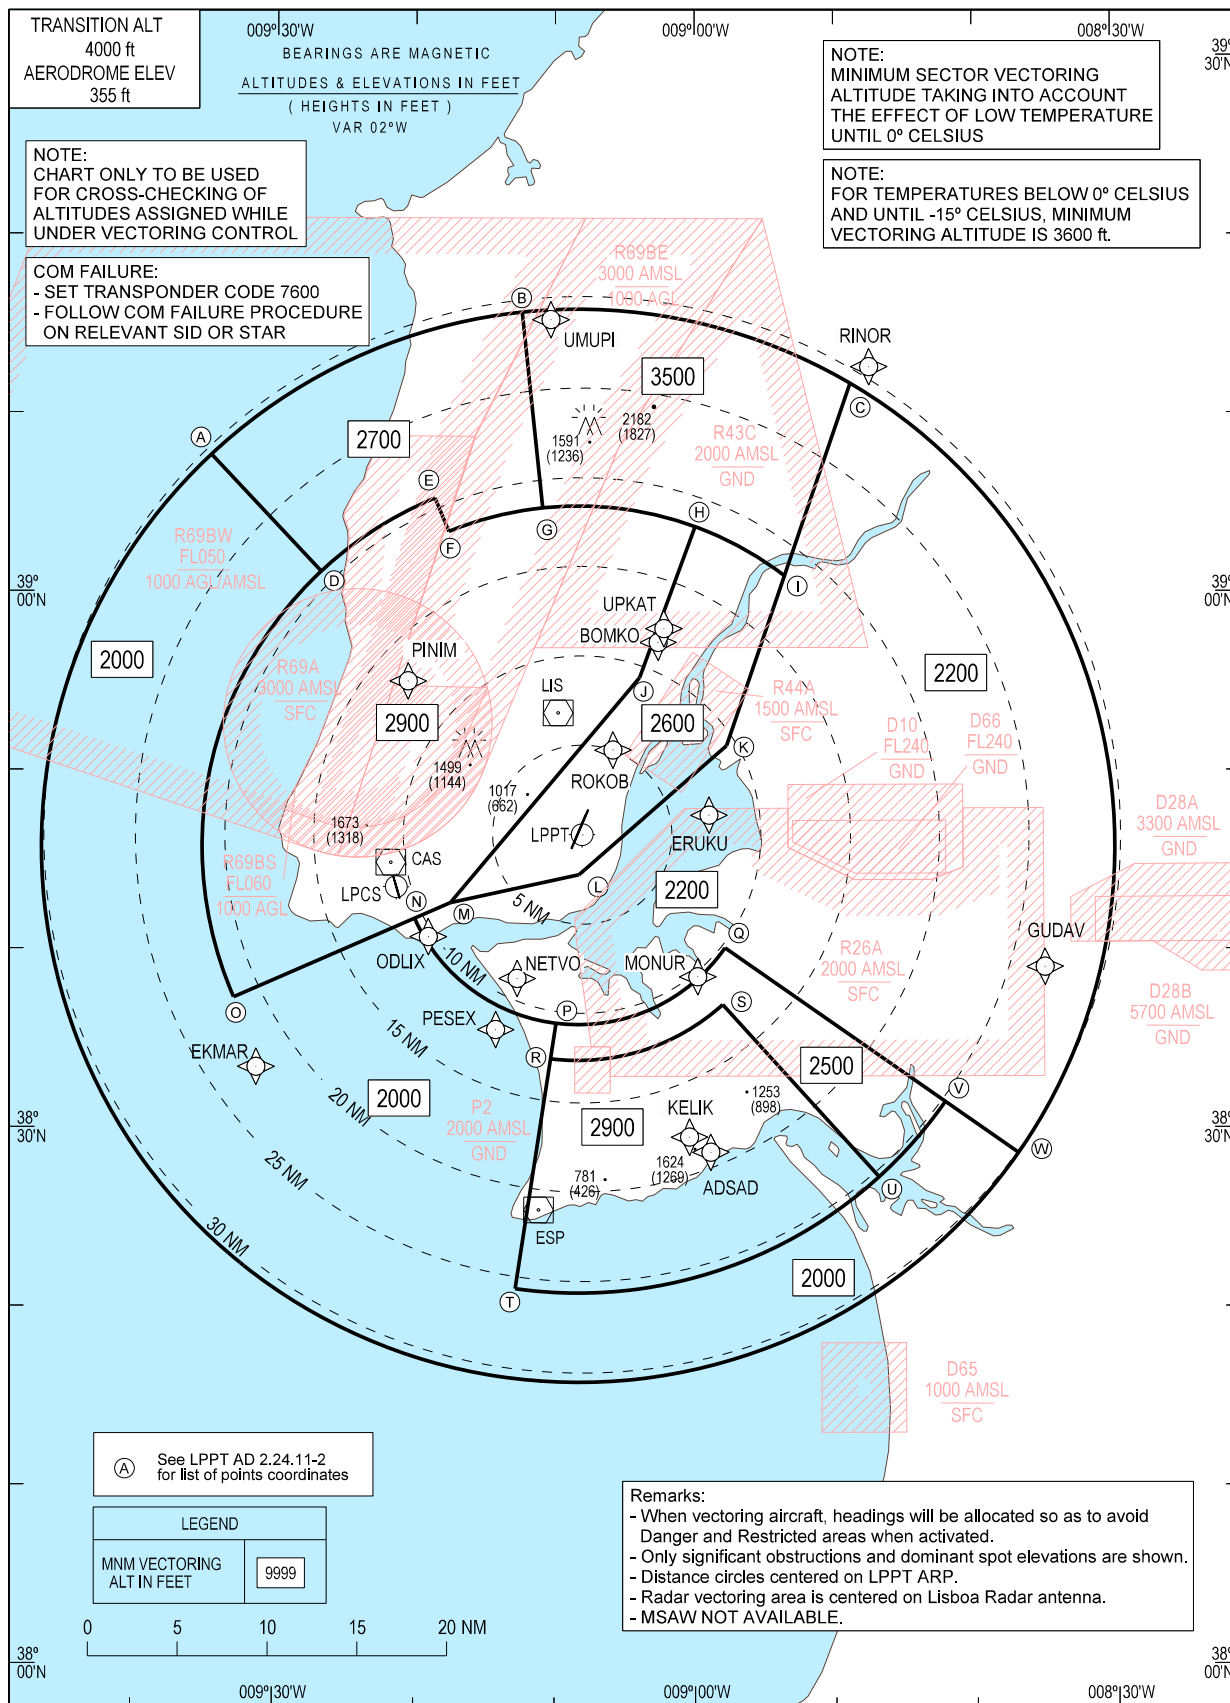 TRANSITION ALT
4000 ft
AERODROME ELEV
355 ft
009°30'W
009°00'W
008°30'W
39°
30'N
BEARINGS ARE MAGNETIC
ALTITUDES & ELEVATIONS IN FEET
( HEIGHTS IN FEET )
VAR 02°W
NOTE:
MINIMUM SECTOR VECTORING
ALTITUDE TAKING INTO ACCOUNT
THE EFFECT OF LOW TEMPERATURE
UNTIL 0° CELSIUS
NOTE:
CHART ONLY TO BE USED
FOR CROSS-CHECKING OF
ALTITUDES ASSIGNED WHILE
UNDER VECTORING CONTROL
NOTE:
FOR TEMPERATURES BELOW 0° CELSIUS
AND UNTIL -15° CELSIUS, MINIMUM
VECTORING ALTITUDE IS 3600 ft.
COM FAILURE:
- SET TRANSPONDER CODE 7600
- FOLLOW COM FAILURE PROCEDURE
ON RELEVANT SID OR STAR
R69BE
3000 AMSL
1000 AGL
B
UMUPI
RINOR
3500
C
2182
(1827)
1591
(1236)
R43C
2000 AMSL
GND
A
2700
E
F
G
H
I
D
R69BW
FL050
1000 AGL/AMSL
39°
00'N
39°
00'N
UPKAT
BOMKO
2000
PINIM
R69A
3000 AMSL
SFC
LIS
J
R44A
1500 AMSL
SFC
2200
2900
2600
D10
FL240
GND
D66
FL240
GND
K
1499
(1144)
ROKOB
1017
(662)
1673
(1318)
LPPT
ERUKU
D28A
3300 AMSL
GND
CAS
LPCS
R69BS
FL060
1000 AGL
N
M
L
5 NM
2200
Q
ODLIX
10 NM
NETVO
MONUR
R26A
2000 AMSL
SFC
GUDAV
D28B
5700 AMSL
GND
O
P
S
PESEX
15 NM
R
EKMAR
2500
2000
20 NM
P2
2000 AMSL
GND
KELIK
1253
(898)
V
38°
30'N
38°
30'N
2900
W
25 NM
781
(426)
1624
(1269)
ADSAD
U
30 NM
ESP
2000
T
D65
1000 AMSL
SFC
A
See LPPT AD 2.24.11-2
for list of points coordinates
LEGEND
MNM VECTORING
ALT IN FEET
9999
0 5 10 15 20 NM
Remarks:
- When vectoring aircraft, headings will be allocated so as to avoid
Danger and Restricted areas when activated.
- Only significant obstructions and dominant spot elevations are shown.
- Distance circles centered on LPPT ARP.
- Radar vectoring area is centered on Lisboa Radar antenna.
- MSAW NOT AVAILABLE.
38°
00'N
38°
00'N
009°30'W
009°00'W
008°30'W